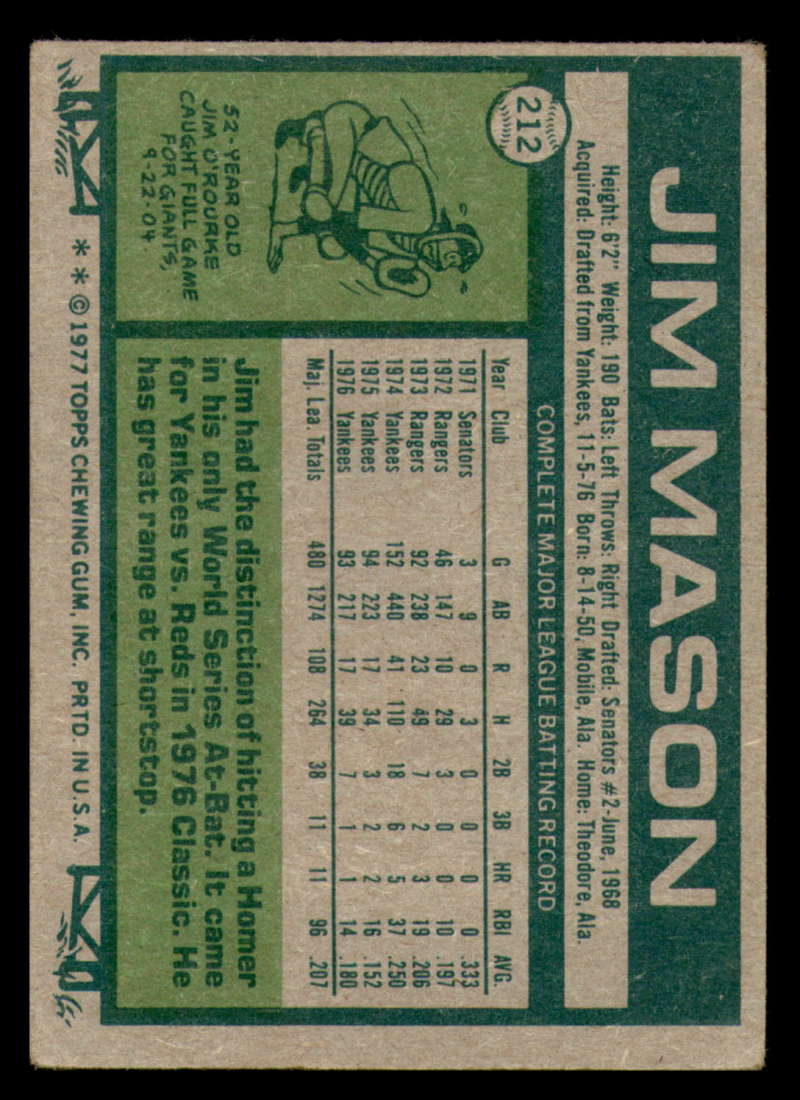 212
JIM MASON
Height: 6'2" Weight: 190 Bats: Left Throws: Right Drafted: Senators #2-June, 1968
Acquired: Drafted from Yankees, 11-5-76 Born: 8-14-50, Mobile, Ala. Home: Theodore, Ala.
COMPLETE MAJOR LEAGUE BATTING RECORD
Year Club G AB R H 2B 3B HR RBI AVG.
1971 Senators 3 9 0 3 0 0 0 0 .333
1972 Rangers 46 147 10 29 3 0 0 10 .197
1973 Rangers 92 238 23 49 7 2 3 19 .206
1974 Yankees 152 440 41 110 18 6 5 37 .250
1975 Yankees 94 223 17 34 3 2 2 16 .152
1976 Yankees 93 217 17 39 7 1 1 14 .180
Maj. Lea. Totals 480 1274 108 264 38 11 11 96 .207
52-YEAR OLD
JIM O'ROURKE
CAUGHT FULL GAME
FOR GIANTS,
9-22-04.
Jim had the distinction of hitting a Homer
in his only World Series At-Bat. It came
for Yankees vs. Reds in 1976 Classic. He
has great range at shortstop.
* * © 1977 TOPPS CHEWING GUM, INC. PRTD. IN U.S.A.